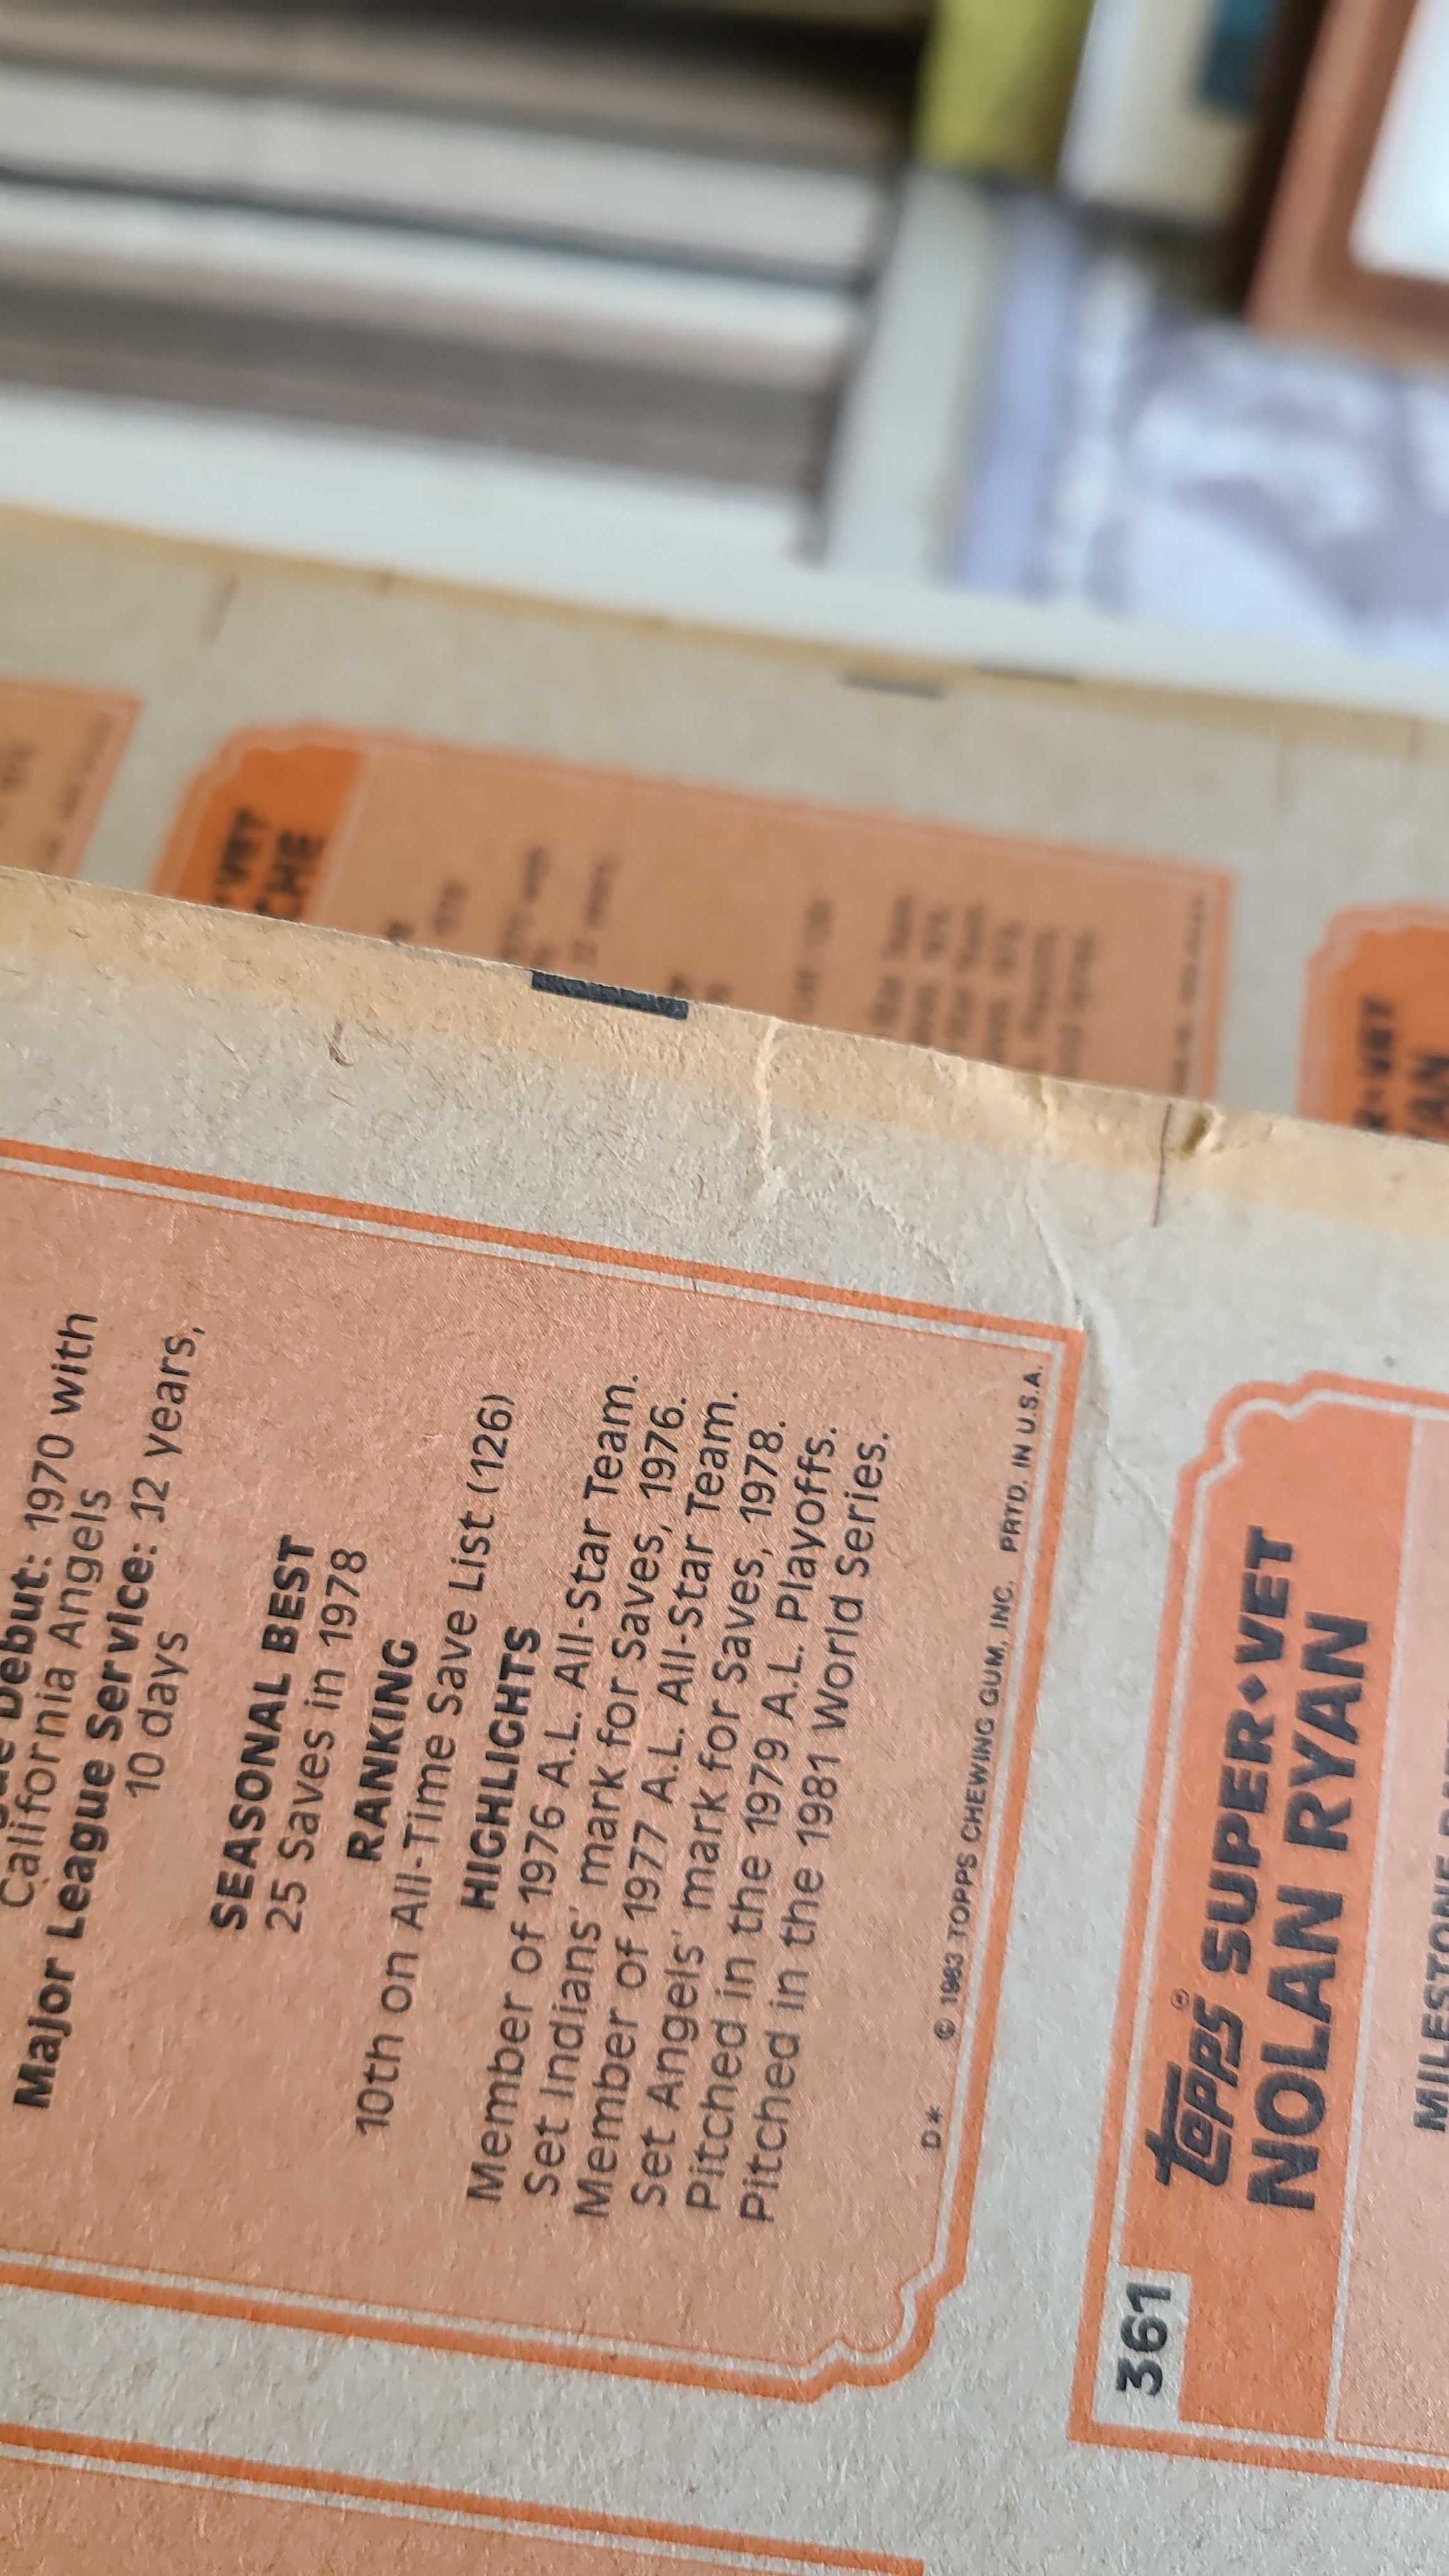 Debut: 1970 with
California Angels
Major League Service: 12 years,
10 days
SEASONAL BEST
25 Saves in 1978
RANKING
10th on All-Time Save List (126)
HIGHLIGHTS
Member of 1976 A.L. All-Star Team.
Set Indians' mark for Saves, 1976.
Member of 1977 A.L. All-Star Team.
Set Angels' mark for Saves, 1978.
Pitched in the 1979 A.L. Playoffs.
Pitched in the 1981 World Series.
D* © 1983 TOPPS CHEWING GUM, INC. PRTD. IN U.S.A.
361
topps® SUPER◆VET
NOLAN RYAN
MILESTONE